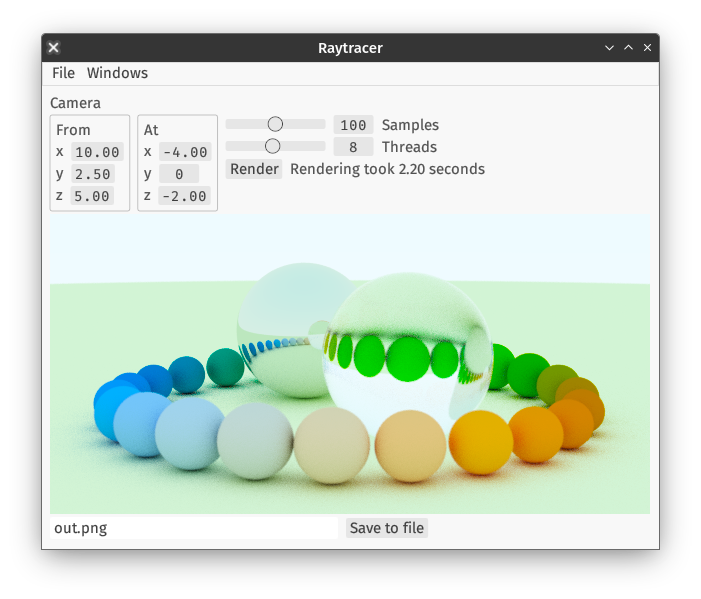 Raytracer
File Windows
Camera
From
x 10.00
y 2.50
z 5.00
At
x -4.00
y 0
z -2.00
100 Samples
8 Threads
Render Rendering took 2.20 seconds
out.png Save to file